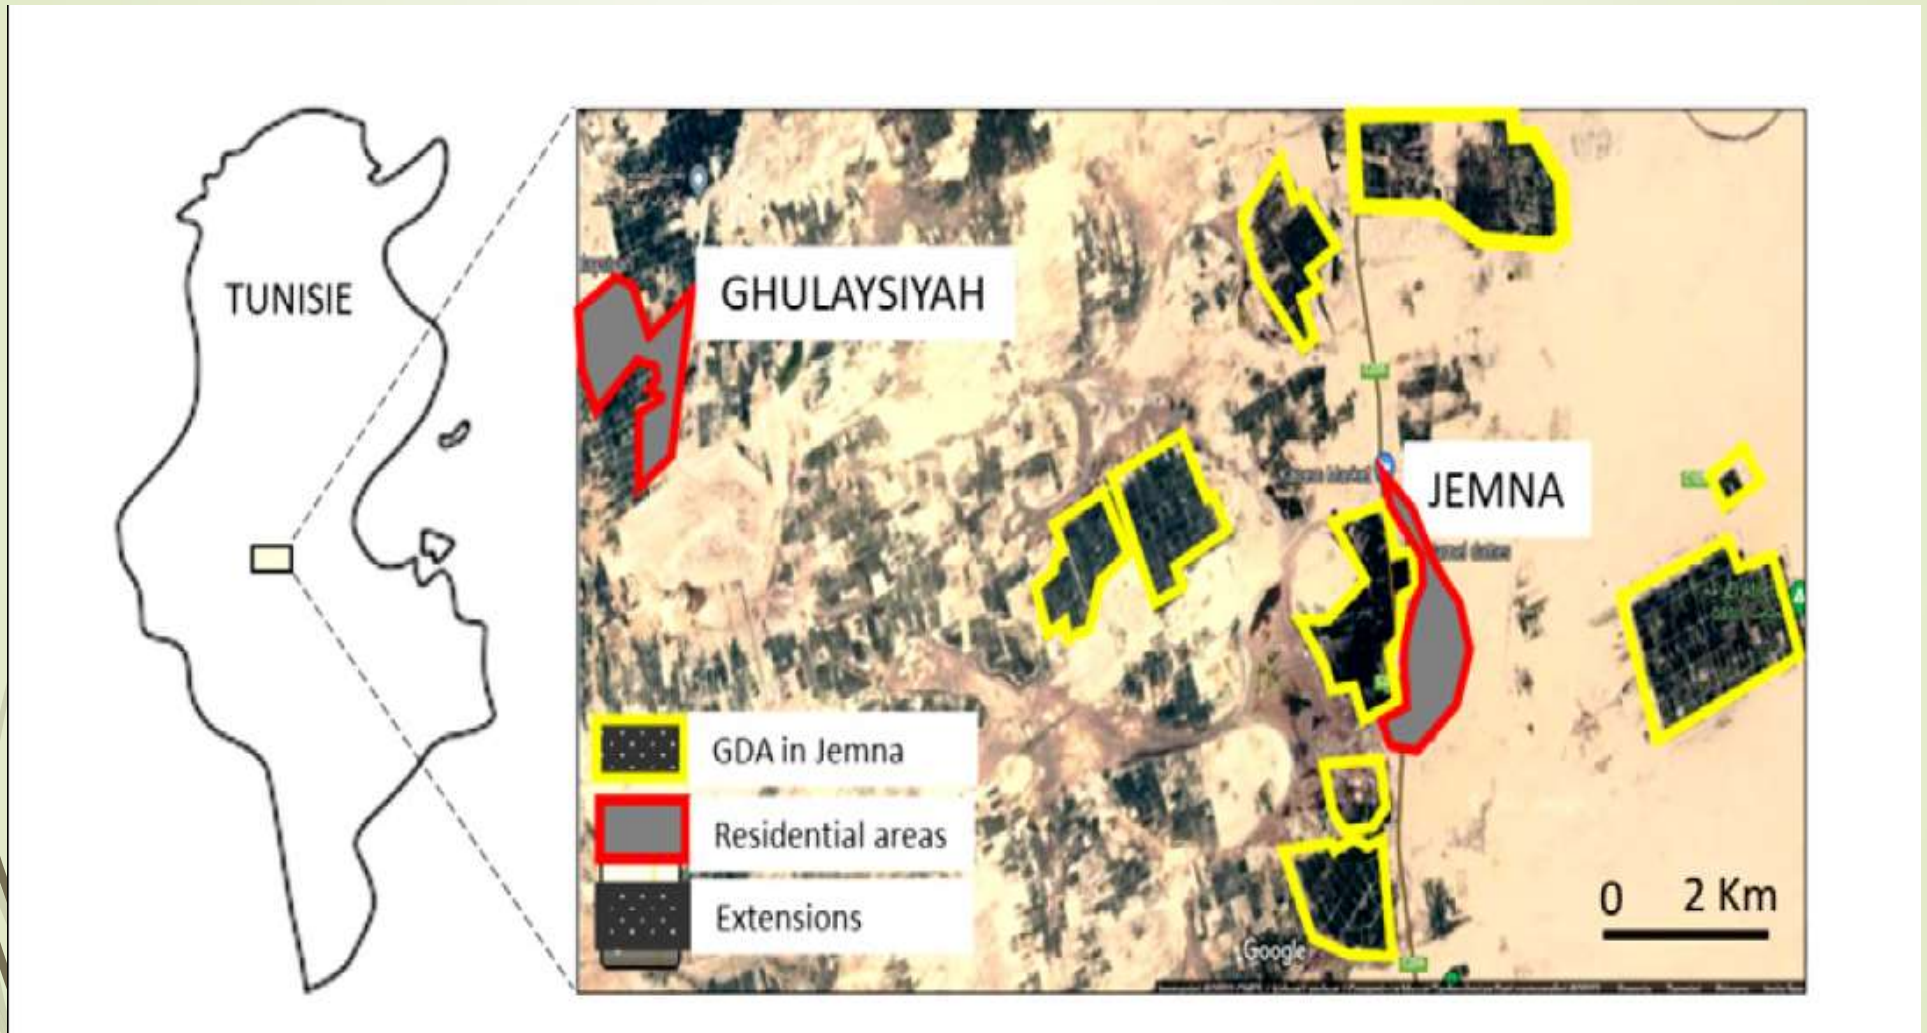 TUNISIE
GHULAYSIYAH
JEMNA
GDA in Jemna
Residential areas
Extensions
0 2 Km
Google